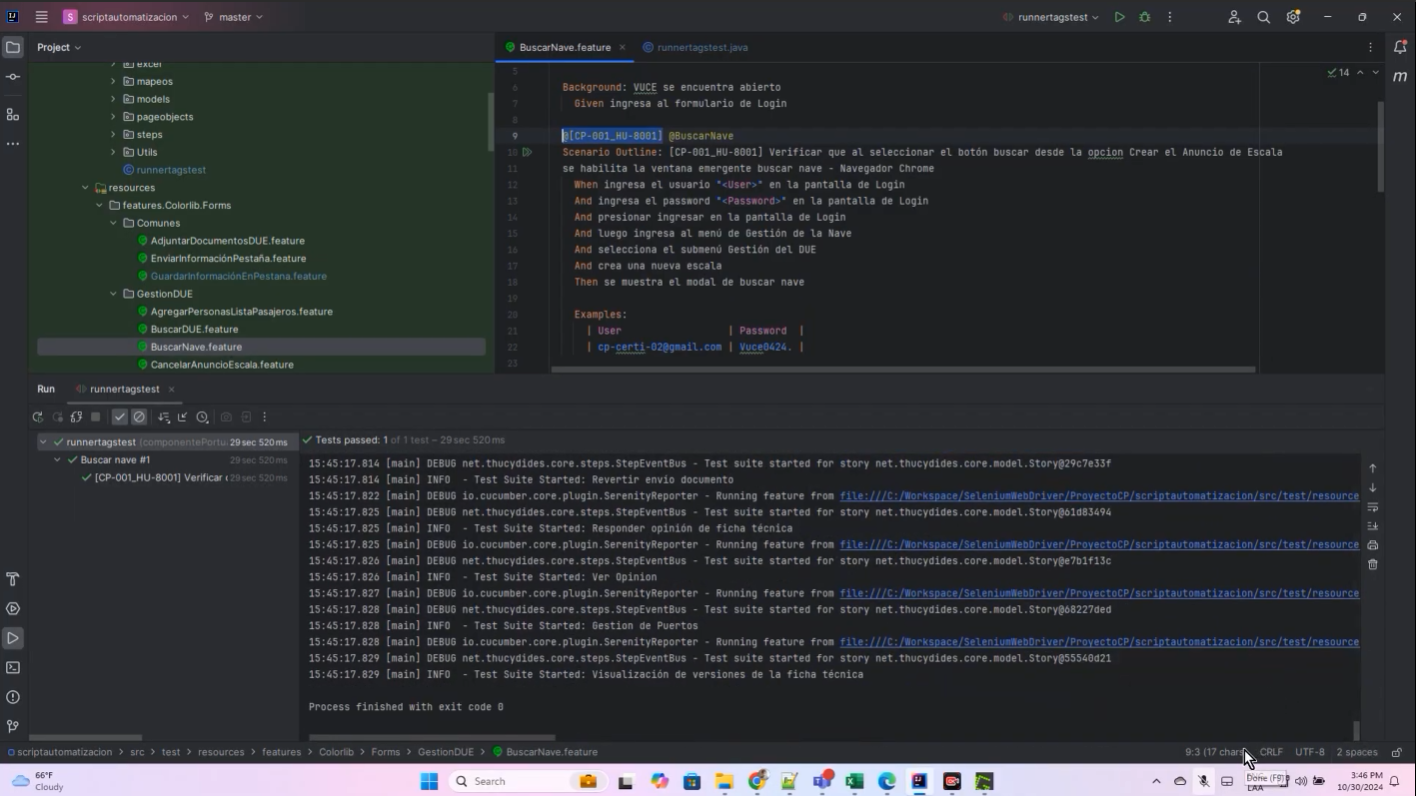 scriptautomatizacion
master
runnertagstest
Project
BuscarNave.feature
runnertagstest.java
excel
mapeos
models
pageobjects
steps
Utils
runnertagstest
resources
features.Colorlib.Forms
Comunes
AdjuntarDocumentosDUE.feature
EnviarInformaciónPestaña.feature
GuardarInformaciónEnPestana.feature
GestionDUE
AgregarPersonasListaPasajeros.feature
BuscarDUE.feature
BuscarNave.feature
CancelarAnuncioEscala.feature
14
5
6 Background: VUCE se encuentra abierto
7 Given ingresa al formulario de Login
8
9 @[CP-001_HU-8001] @BuscarNave
10 Scenario Outline: [CP-001_HU-8001] Verificar que al seleccionar el botón buscar desde la opcion Crear el Anuncio de Escala
11 se habilita la ventana emergente buscar nave - Navegador Chrome
12 When ingresa el usuario "<User>" en la pantalla de Login
13 And ingresa el password "<Password>" en la pantalla de Login
14 And presionar ingresar en la pantalla de Login
15 And luego ingresa al menú de Gestión de la Nave
16 And selecciona el submenú Gestión del DUE
17 And crea una nueva escala
18 Then se muestra el modal de buscar nave
19
20 Examples:
21 | User | Password |
22 | cp-certi-02@gmail.com | Vuce0424. |
23
Run
runnertagstest
runnertagstest (componentePortu 29 sec 520 ms
Buscar nave #1 29 sec 520 ms
[CP-001_HU-8001] Verificar 29 sec 520 ms
Tests passed: 1 of 1 test – 29 sec 520 ms
15:45:17.814 [main] DEBUG net.thucydides.core.steps.StepEventBus - Test suite started for story net.thucydides.core.model.Story@29c7e33f
15:45:17.814 [main] INFO - Test Suite Started: Revertir envio documento
15:45:17.822 [main] DEBUG io.cucumber.core.plugin.SerenityReporter - Running feature from file:///C:/Workspace/SeleniumWebDriver/ProyectoCP/scriptautomatizacion/src/test/resource
15:45:17.825 [main] DEBUG net.thucydides.core.steps.StepEventBus - Test suite started for story net.thucydides.core.model.Story@61d83494
15:45:17.825 [main] INFO - Test Suite Started: Responder opinión de ficha técnica
15:45:17.825 [main] DEBUG io.cucumber.core.plugin.SerenityReporter - Running feature from file:///C:/Workspace/SeleniumWebDriver/ProyectoCP/scriptautomatizacion/src/test/resource
15:45:17.826 [main] DEBUG net.thucydides.core.steps.StepEventBus - Test suite started for story net.thucydides.core.model.Story@e7b1f13c
15:45:17.826 [main] INFO - Test Suite Started: Ver Opinion
15:45:17.827 [main] DEBUG io.cucumber.core.plugin.SerenityReporter - Running feature from file:///C:/Workspace/SeleniumWebDriver/ProyectoCP/scriptautomatizacion/src/test/resource
15:45:17.828 [main] DEBUG net.thucydides.core.steps.StepEventBus - Test suite started for story net.thucydides.core.model.Story@68227ded
15:45:17.828 [main] INFO - Test Suite Started: Gestion de Puertos
15:45:17.828 [main] DEBUG io.cucumber.core.plugin.SerenityReporter - Running feature from file:///C:/Workspace/SeleniumWebDriver/ProyectoCP/scriptautomatizacion/src/test/resource
15:45:17.829 [main] DEBUG net.thucydides.core.steps.StepEventBus - Test suite started for story net.thucydides.core.model.Story@55540d21
15:45:17.829 [main] INFO - Test Suite Started: Visualización de versiones de la ficha técnica
Process finished with exit code 0
scriptautomatizacion > src > test > resources > features > Colorlib > Forms > GestionDUE > BuscarNave.feature
9:3 (17 chars) CRLF UTF-8 2 spaces
66°F
Cloudy
Search
Done (F9)
LAA
3:46 PM
10/30/2024